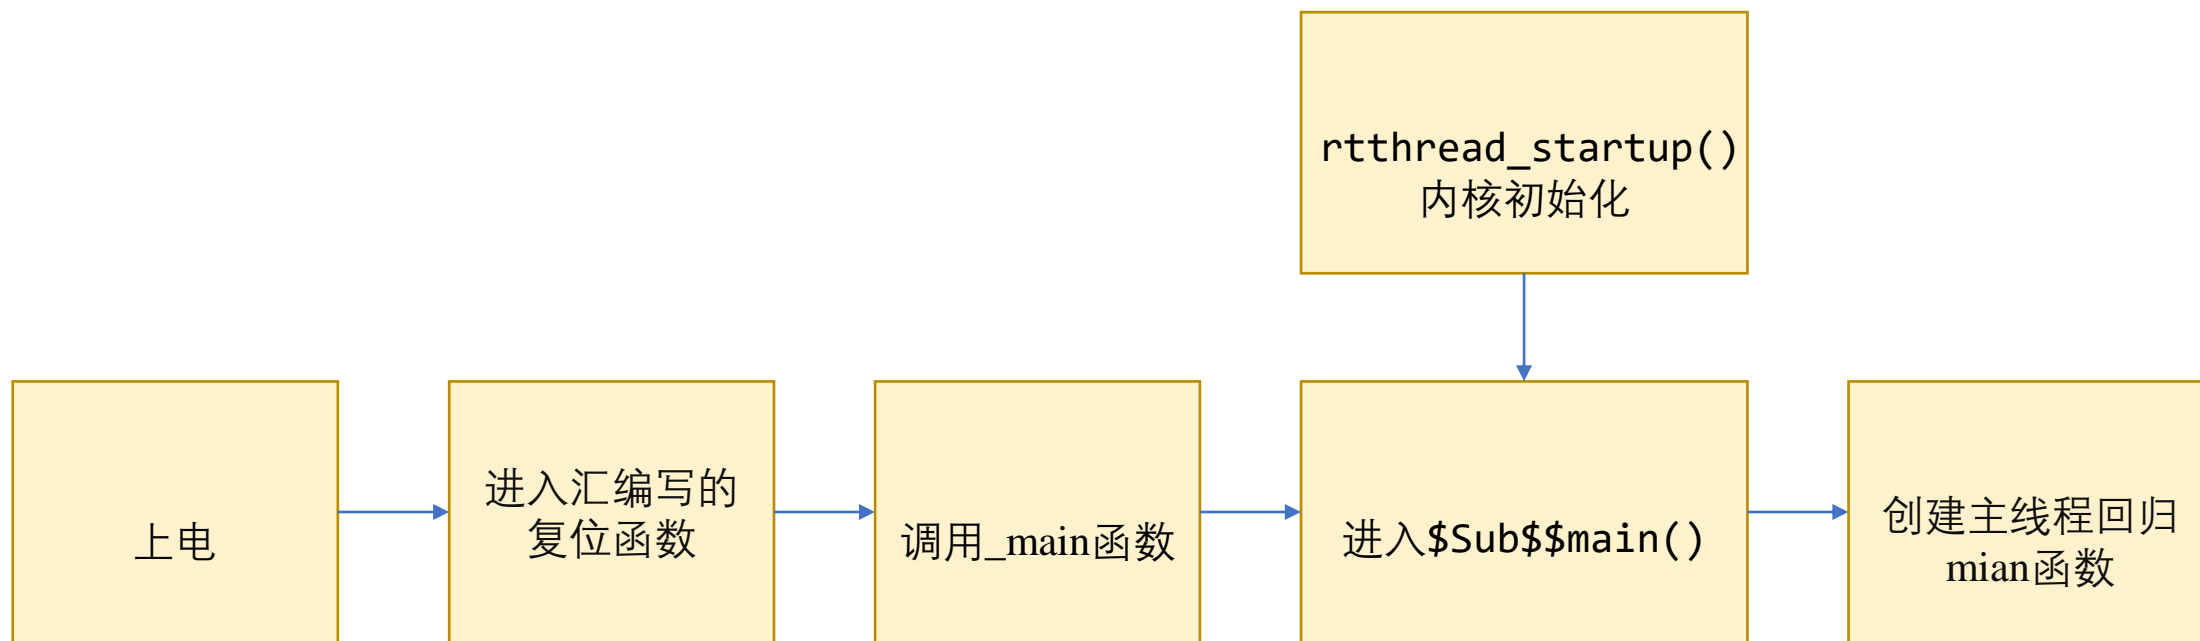 rtthread_startup()
内核初始化
上电
进入汇编写的
复位函数
调用_main函数
进入$Sub$$main()
创建主线程回归
mian函数